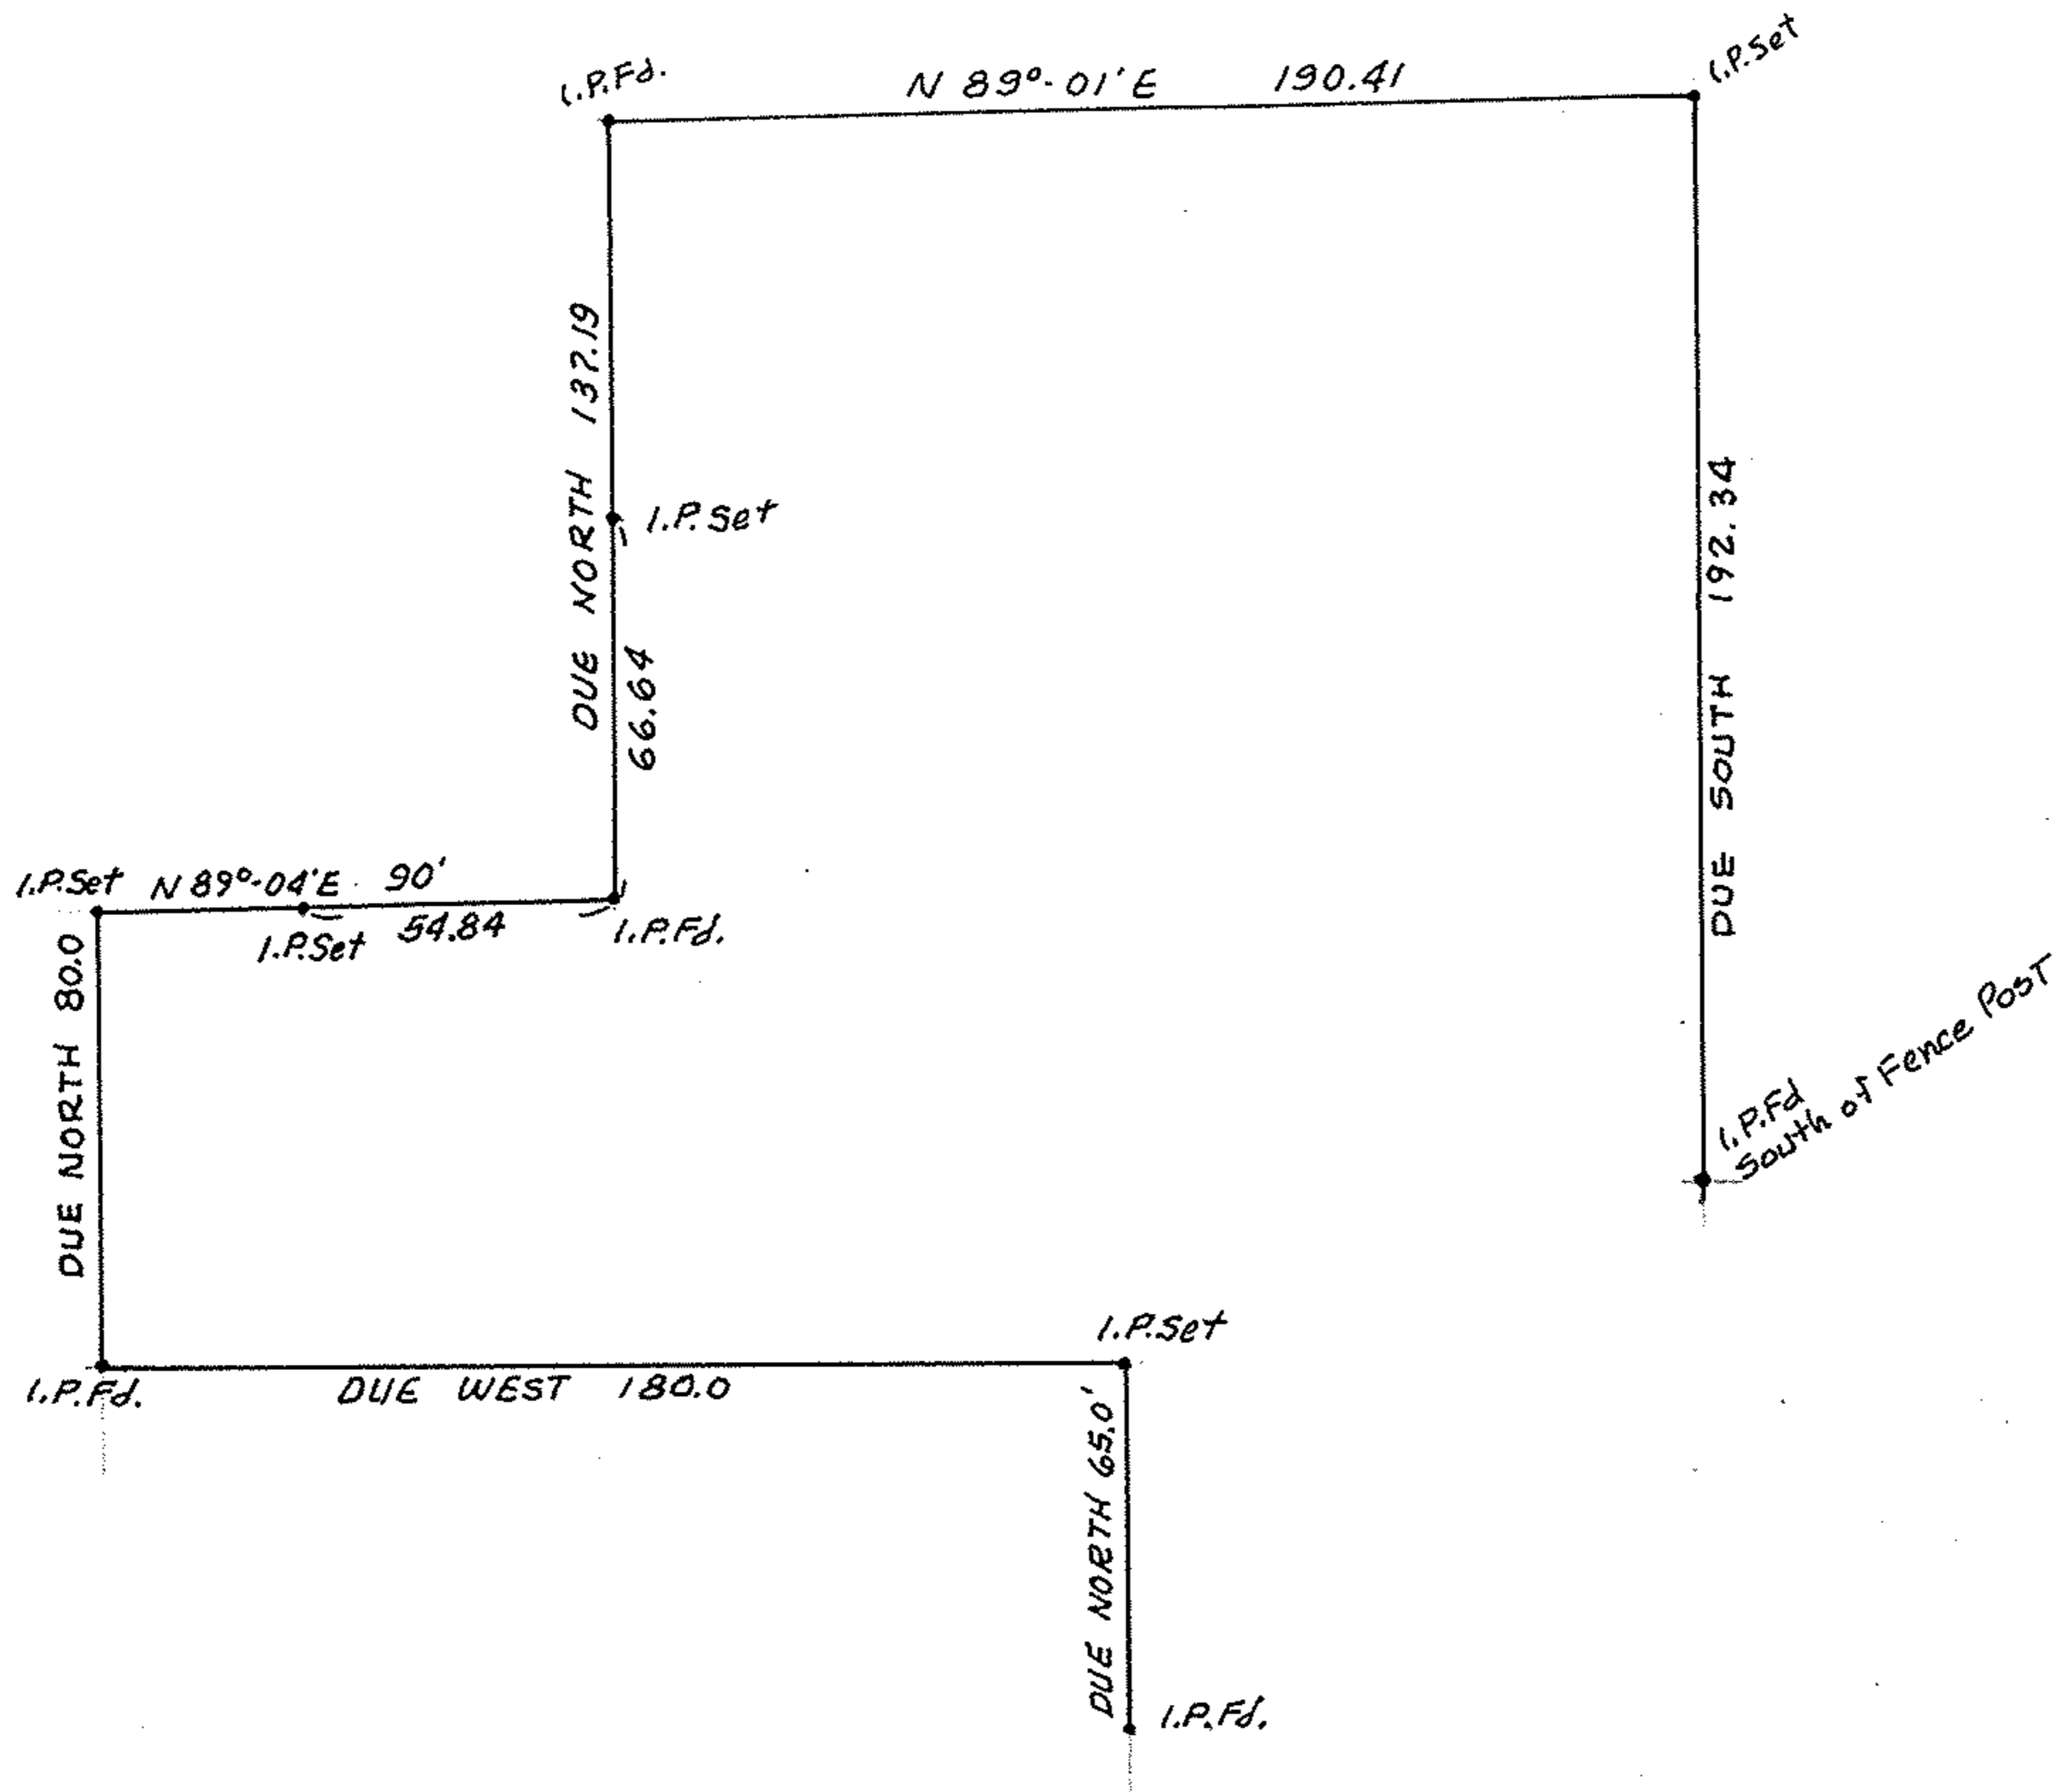 I.P.Fd.
N 89°-01' E 190.41
I.P.Set
DUE NORTH 137.19
I.P.Set
66.64
DUE SOUTH 192.34
I.P.Set
N 89°-04' E 90'
I.P.Set
54.84
I.P.Fd.
DUE NORTH 80.0
I.P.Fd
South of Fence Post
I.P.Set
I.P.Fd.
DUE WEST 180.0
DUE NORTH 65.0'
I.P.Fd.